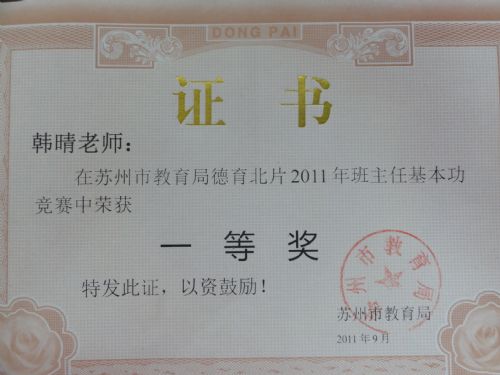 DONG PAI
证书
韩晴老师：
在苏州市教育局德育北片2011年班主任基本功
竞赛中荣获
一等奖
特发此证，以资鼓励！
苏州市教育局
苏州市教育局
2011年9月